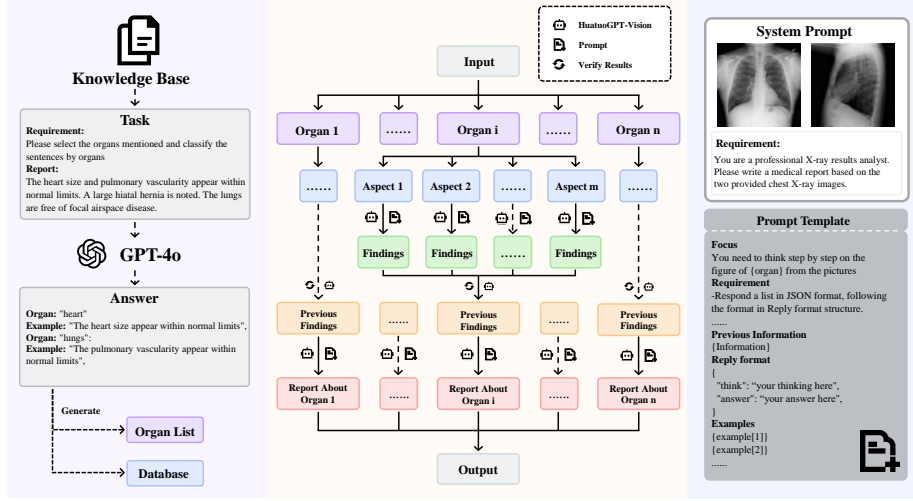 Knowledge Base
Task
Requirement:
Please select the organs mentioned and classify the
sentences by organs
Report:
The heart size and pulmonary vascularity appear within
normal limits. A large hiatal hernia is noted. The lungs
are free of focal airspace disease.
GPT-4o
Answer
Organ: "heart"
Example: "The heart size appear within normal limits",
Organ: "lungs":
Example: "The pulmonary vascularity appear within
normal limits",
Generate
Organ List
Database
HuatuoGPT-Vision
Prompt
Verify Results
Input
Organ 1
......
Organ i
......
Organ n
......
Aspect 1
Aspect 2
......
Aspect m
......
Findings
Findings
......
Findings
Previous
Findings
......
Previous
Findings
......
Previous
Findings
Report About
Organ 1
......
Report About
Organ i
......
Report About
Organ n
Output
System Prompt
Requirement:
You are a professional X-ray results analyst.
Please write a medical report based on the
two provided chest X-ray images.
Prompt Template
Focus
You need to think step by step on the
figure of {organ} from the pictures
Requirement
-Respond a list in JSON format, following
the format in Reply format structure.
......
Previous Information
{Information}
Reply format
{
"think": “your thinking here”,
"answer": “your answer here”,
}
Examples
{example[1]}
{example[2]}
......